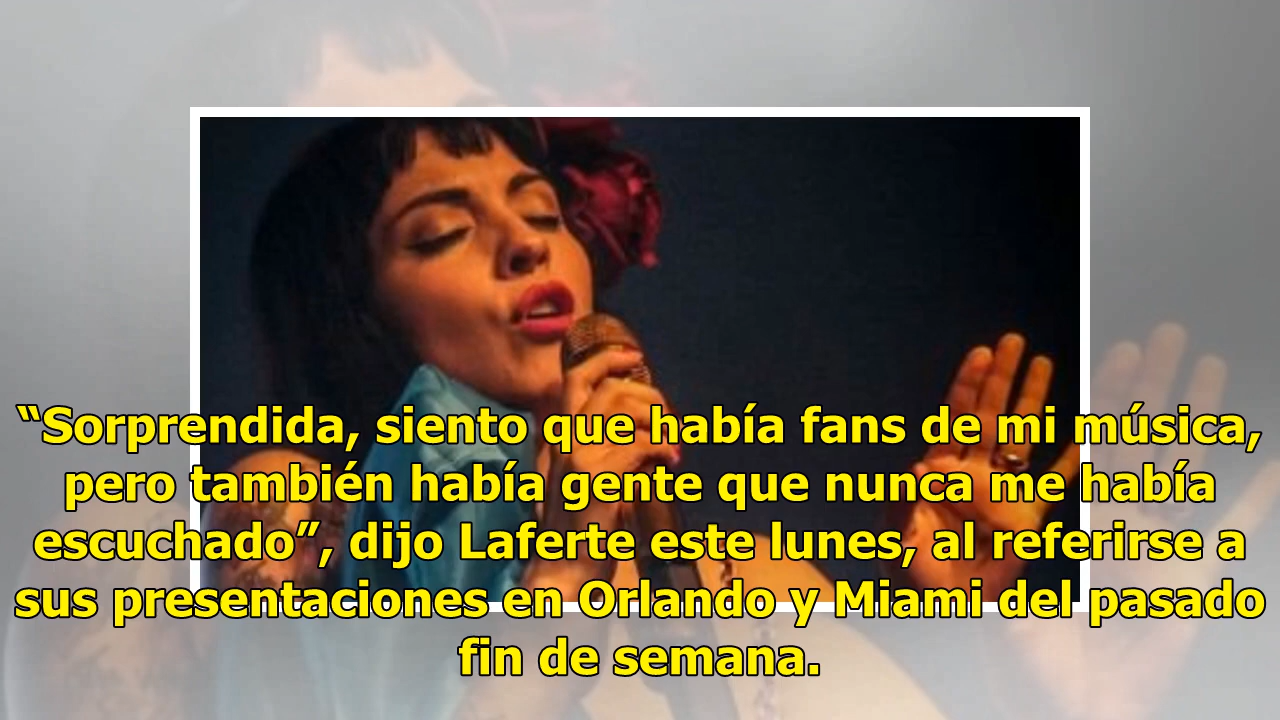 “Sorprendida, siento que había fans de mi música,
pero también había gente que nunca me había
escuchado”, dijo Laferte este lunes, al referirse a
sus presentaciones en Orlando y Miami del pasado
fin de semana.